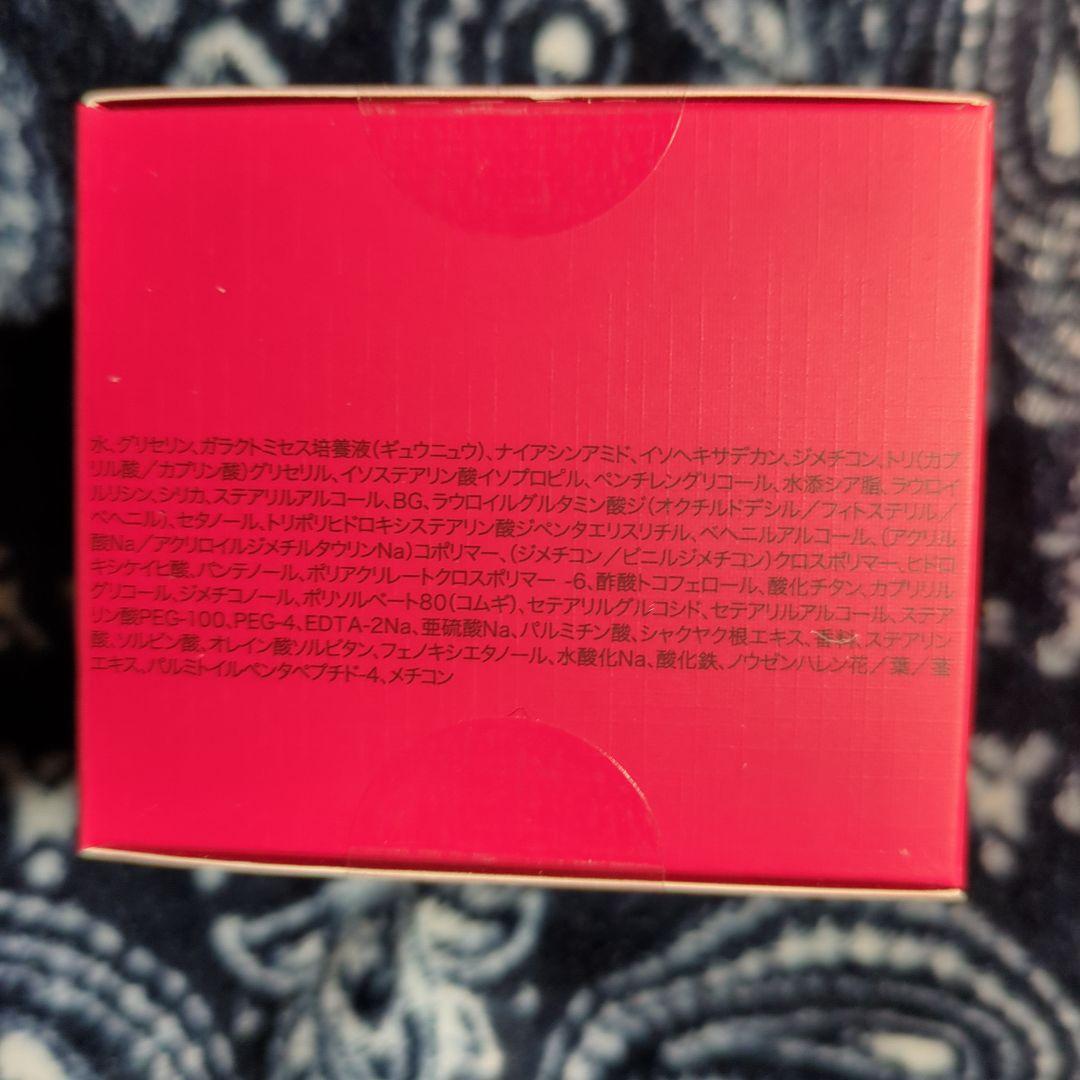 水、グリセリン、ガラクトミセス培養液(ギュウニュウ)、ナイアシンアミド、イソヘキサデカン、ジメチコン、トリ(カプ
リル酸／カプリン酸)グリセリル、イソステアリン酸イソプロピル、ペンチレングリコール、水添シア脂、ラウロイ
ルリシン、シリカ、ステアリルアルコール、BG、ラウロイルグルタミン酸ジ(オクチルドデシル／フィトステリル／
ベヘニル)、セタノール、トリポリヒドロキシステアリン酸ジペンタエリスリチル、ベヘニルアルコール、(アクリル
酸Na／アクリロイルジメチルタウリンNa)コポリマー、(ジメチコン／ビニルジメチコン)クロスポリマー、ヒドロ
キシケイヒ酸、パンテノール、ポリアクリレートクロスポリマー -6、酢酸トコフェロール、酸化チタン、カプリリル
グリコール、ジメチコノール、ポリソルベート80(コムギ)、セテアリルグルコシド、セテアリルアルコール、ステア
リン酸PEG-100、PEG-4、EDTA-2Na、亜硫酸Na、パルミチン酸、シャクヤク根エキス、香料、ステアリン
酸、ソルビン酸、オレイン酸ソルビタン、フェノキシエタノール、水酸化Na、酸化鉄、ノウゼンハレン花／葉／茎
エキス、パルミトイルペンタペプチド-4、メチコン